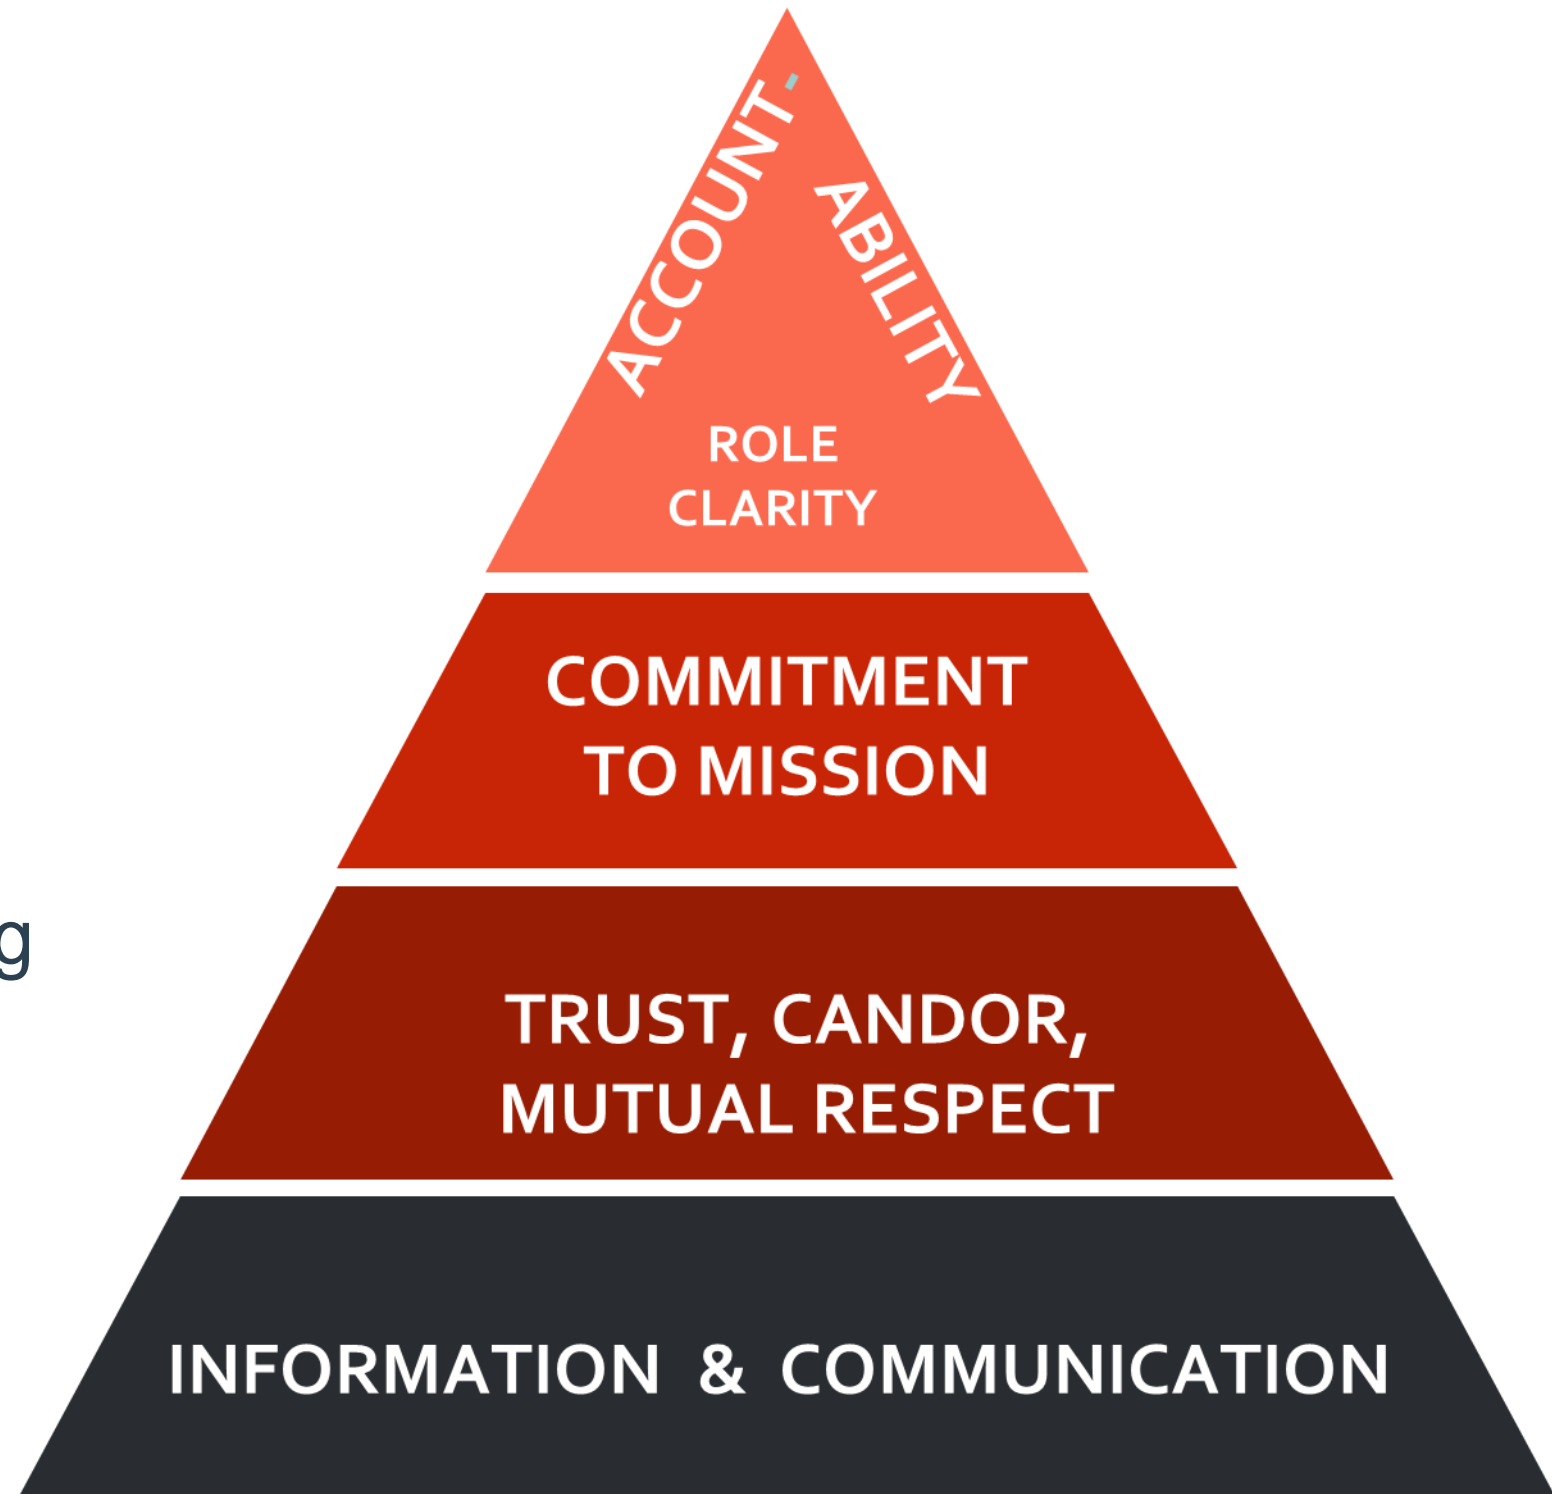 ACCOUNT-
ABILITY
ROLE
CLARITY
COMMITMENT
TO MISSION
g
TRUST, CANDOR,
MUTUAL RESPECT
INFORMATION & COMMUNICATION